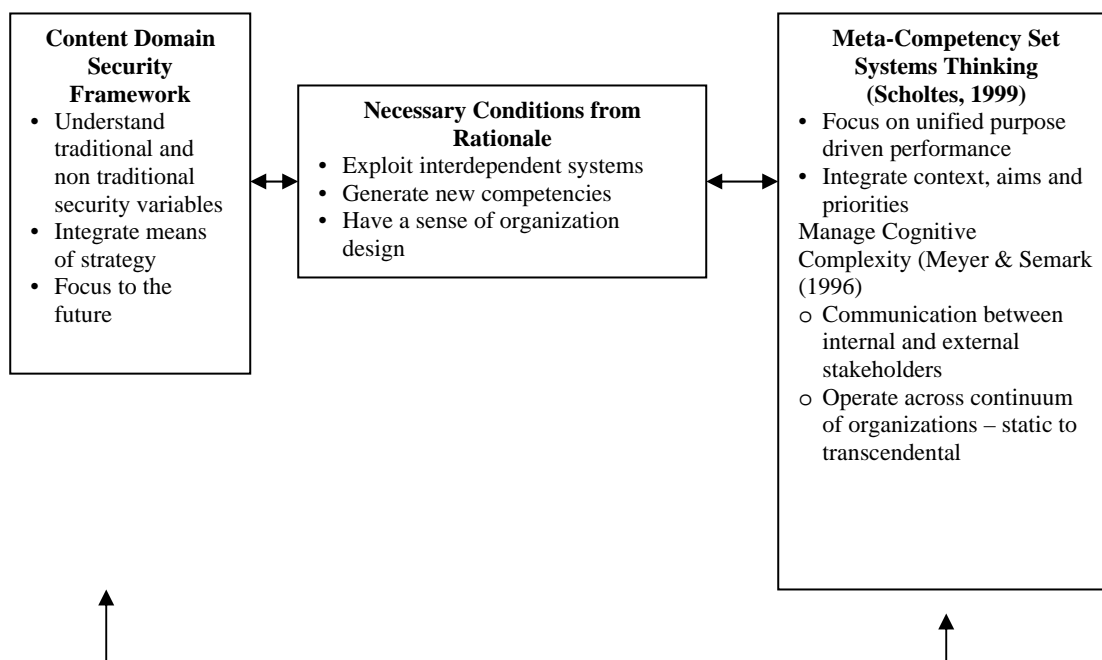 Content Domain
Security
Framework
• Understand
traditional and
non traditional
security variables
• Integrate means
of strategy
• Focus to the
future
Necessary Conditions from
Rationale
• Exploit interdependent systems
• Generate new competencies
• Have a sense of organization
design
Meta-Competency Set
Systems Thinking
(Scholtes, 1999)
• Focus on unified purpose
driven performance
• Integrate context, aims and
priorities
Manage Cognitive
Complexity (Meyer & Semark
(1996)
o Communication between
internal and external
stakeholders
o Operate across continuum
of organizations – static to
transcendental